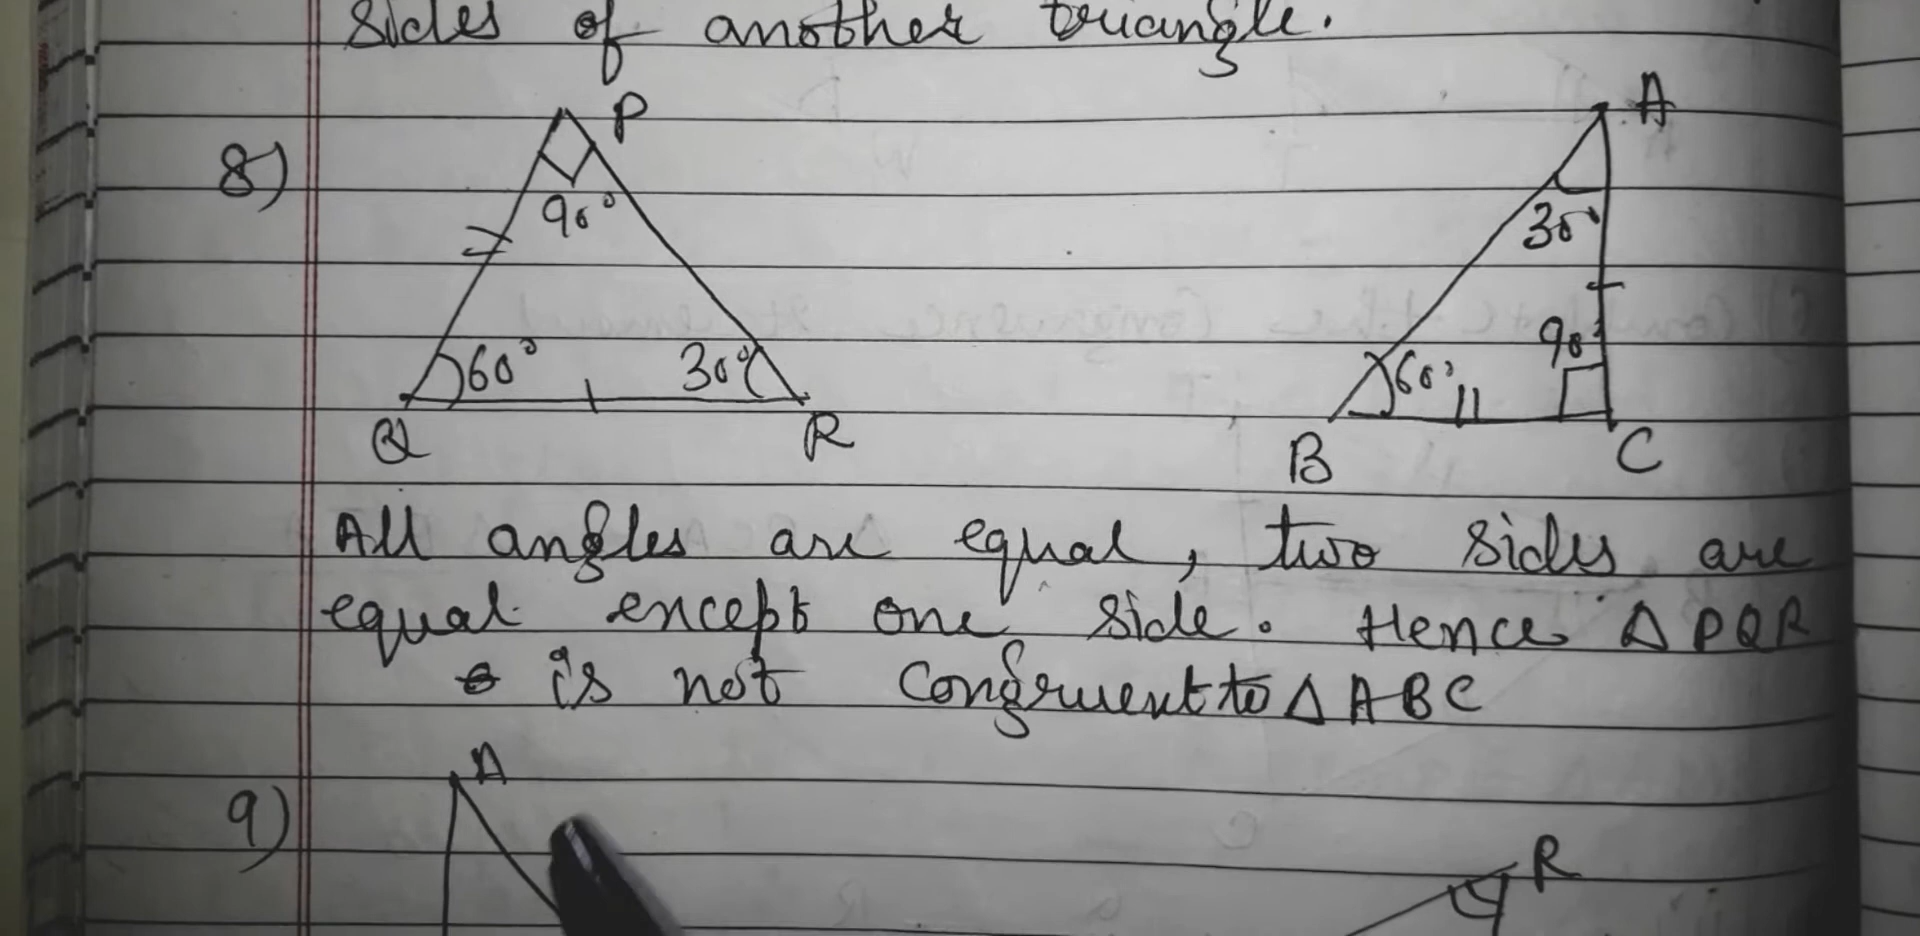 sides of another triangle.
8)
P
90°
60°
30°
Q
R
A
30°
90°
60°
B
C
All angles are equal, two sides are
equal except one side. Hence Δ PQR
is not congruent to Δ ABC
9)
A
R